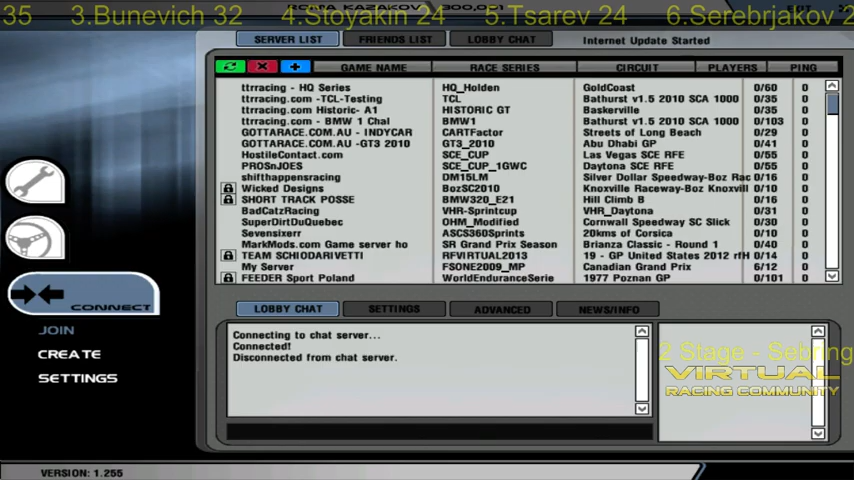 35 3.Bunevich 32 4.Stoyakin 24 5.Tsarev 24 6.Serebrjakov 2
SERVER LIST FRIENDS LIST LOBBY CHAT Internet Update Started
GAME NAME RACE SERIES CIRCUIT PLAYERS PING
ttrracing - HQ Series HQ_Holden GoldCoast 0/60 0
ttrracing.com -TCL-Testing TCL Bathurst v1.5 2010 SCA 1000 0/35 0
ttrracing.com Historic- A1 HISTORIC GT Baskerville 0/35 0
ttrracing.com - BMW 1 Chal BMW1 Bathurst v1.5 2010 SCA 1000 0/103 0
GOTTARACE.COM.AU - INDYCAR CARTFactor Streets of Long Beach 0/29 0
GOTTARACE.COM.AU -GT3 2010 GT3_2010 Abu Dhabi GP 0/41 0
HostileContact.com SCE_CUP Las Vegas SCE RFE 0/55 0
PROSnJOES SCE_CUP_1GWC Daytona SCE RFE 0/55 0
shifthappensracing DM15LM Silver Dollar Speedway-Boz Rac 0/16 0
Wicked Designs BozSC2010 Knoxville Raceway-Boz Knoxvill 0/10 0
SHORT TRACK POSSE BMW320_E21 Hill Climb B 0/16 0
BadCatzRacing VHR-Sprintcup VHR_Daytona 0/31 0
SuperDirtDuQuebec OHM_Modified Cornwall Speedway SC Slick 0/30 0
Sevensixerr ASCS360Sprints 20kms of Corsica 0/10 0
MarkMods.com Game server ho SR Grand Prix Season Brianza Classic - Round 1 0/40 0
TEAM SCHIODARIVETTI RFVIRTUAL2013 19 - GP United States 2012 rfH 0/14 0
My Server FSONE2009_MP Canadian Grand Prix 6/12 0
FEEDER Sport Poland WorldEnduranceSerie 1977 Poznan GP 0/101 0
CONNECT
JOIN
CREATE
SETTINGS
LOBBY CHAT SETTINGS ADVANCED NEWS/INFO
Connecting to chat server...
Connected!
Disconnected from chat server.
2 Stage - Sebring
VIRTUAL
RACING COMMUNITY
VERSION: 1.255